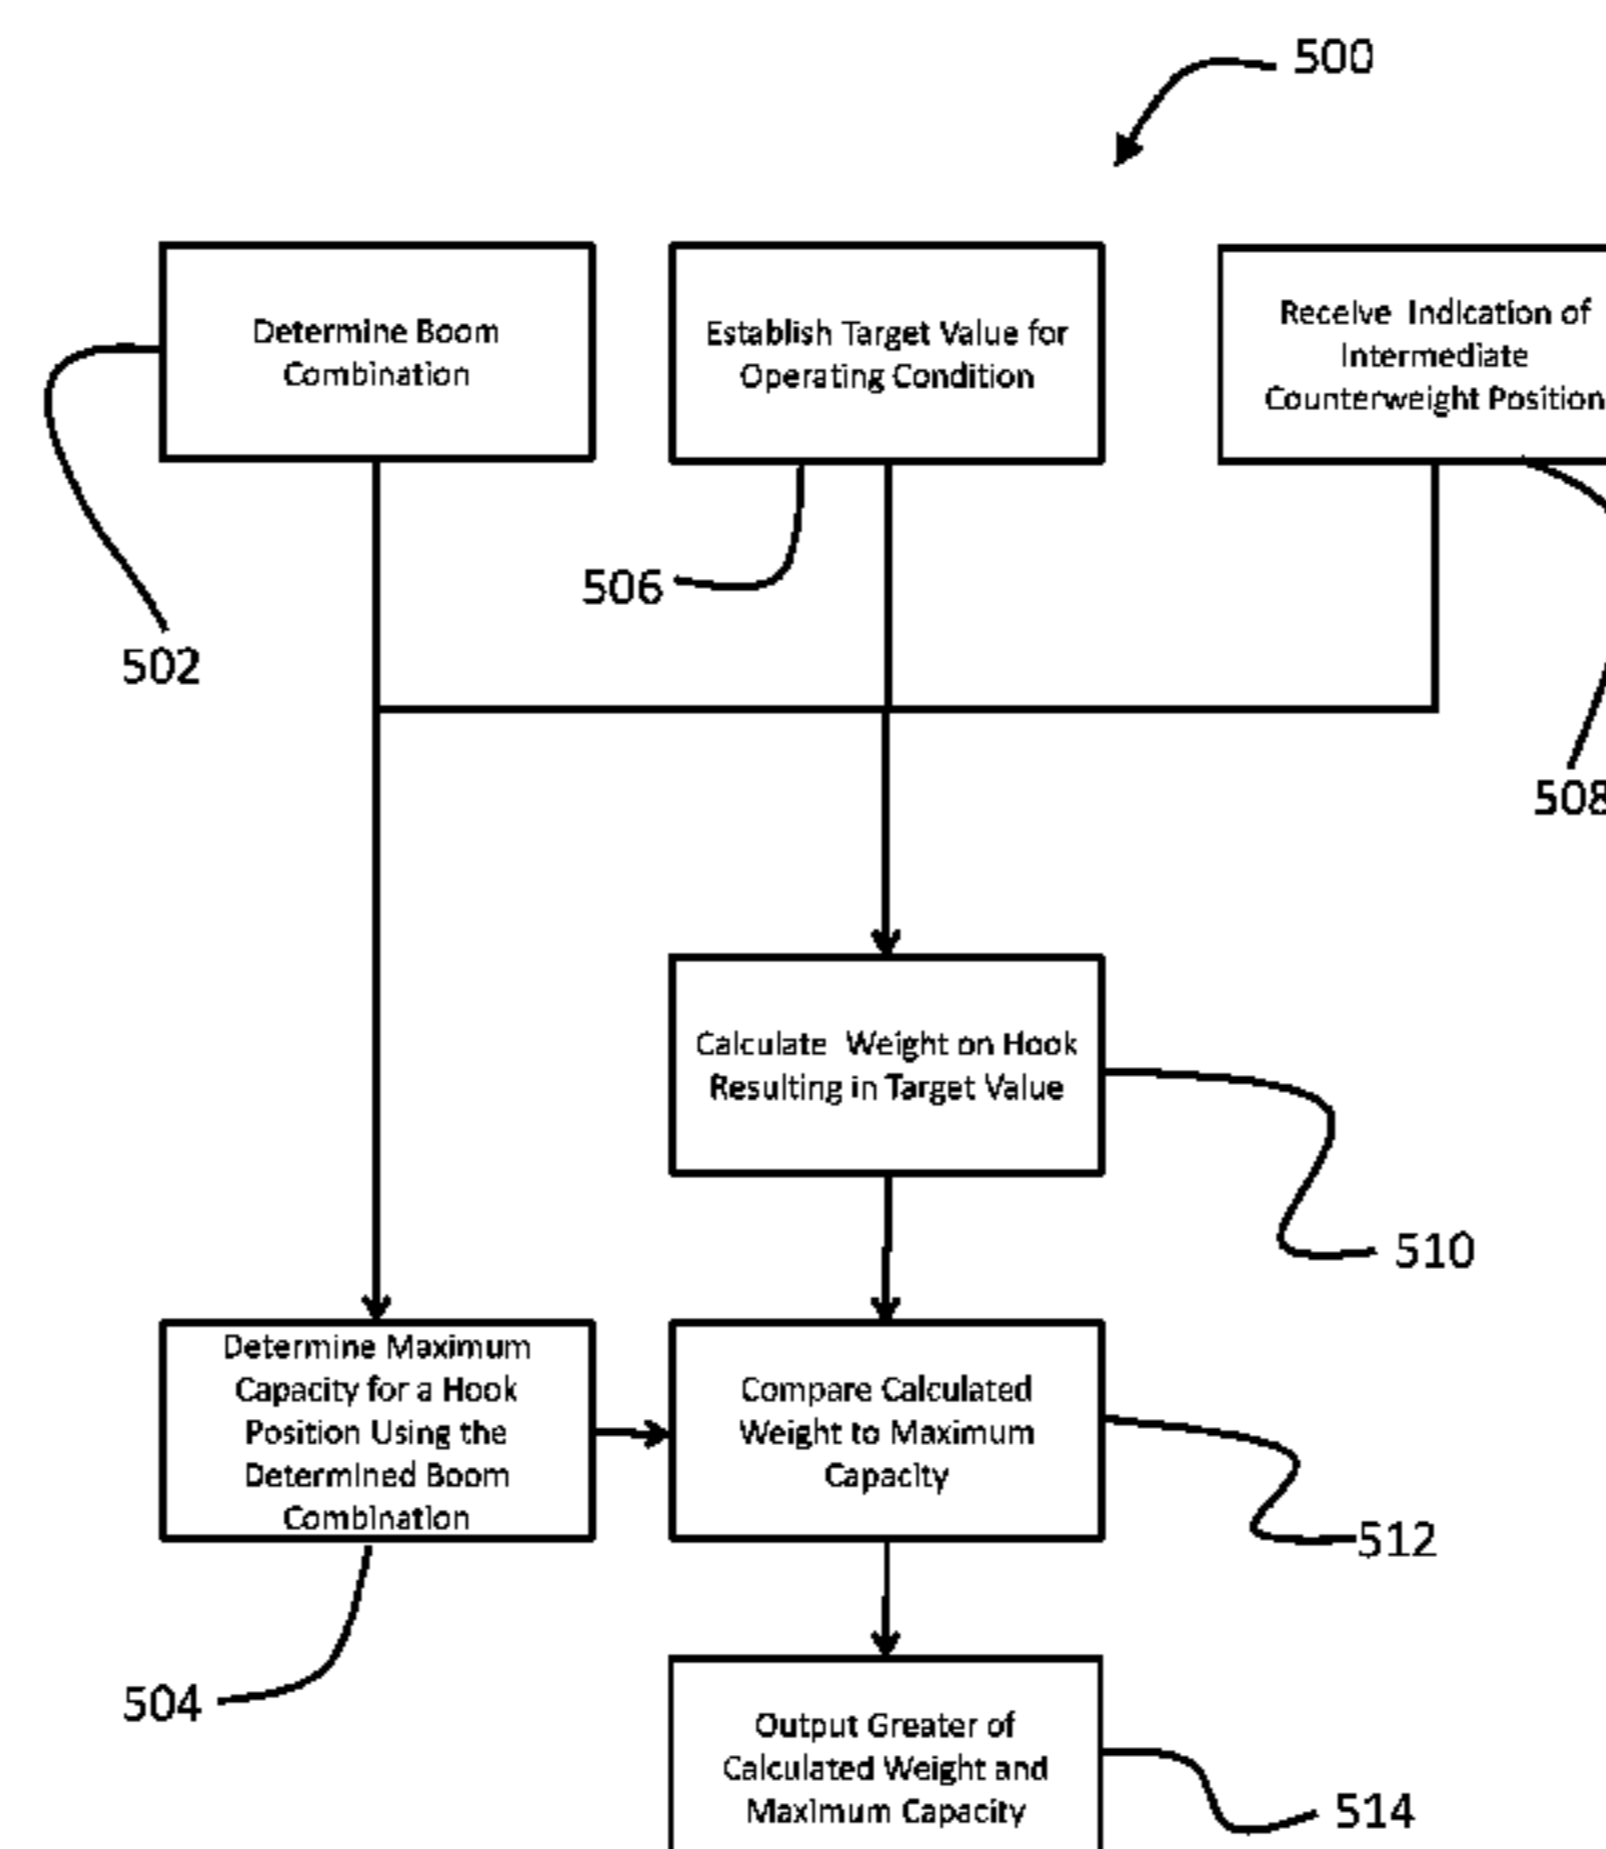 500
Determine Boom
Combination
Establish Target Value for
Operating Condition
Receive Indication of
Intermediate
Counterweight Position
506
502
508
Calculate Weight on Hook
Resulting in Target Value
510
Determine Maximum
Capacity for a Hook
Position Using the
Determined Boom
Combination
Compare Calculated
Weight to Maximum
Capacity
512
504
Output Greater of
Calculated Weight and
Maximum Capacity
514